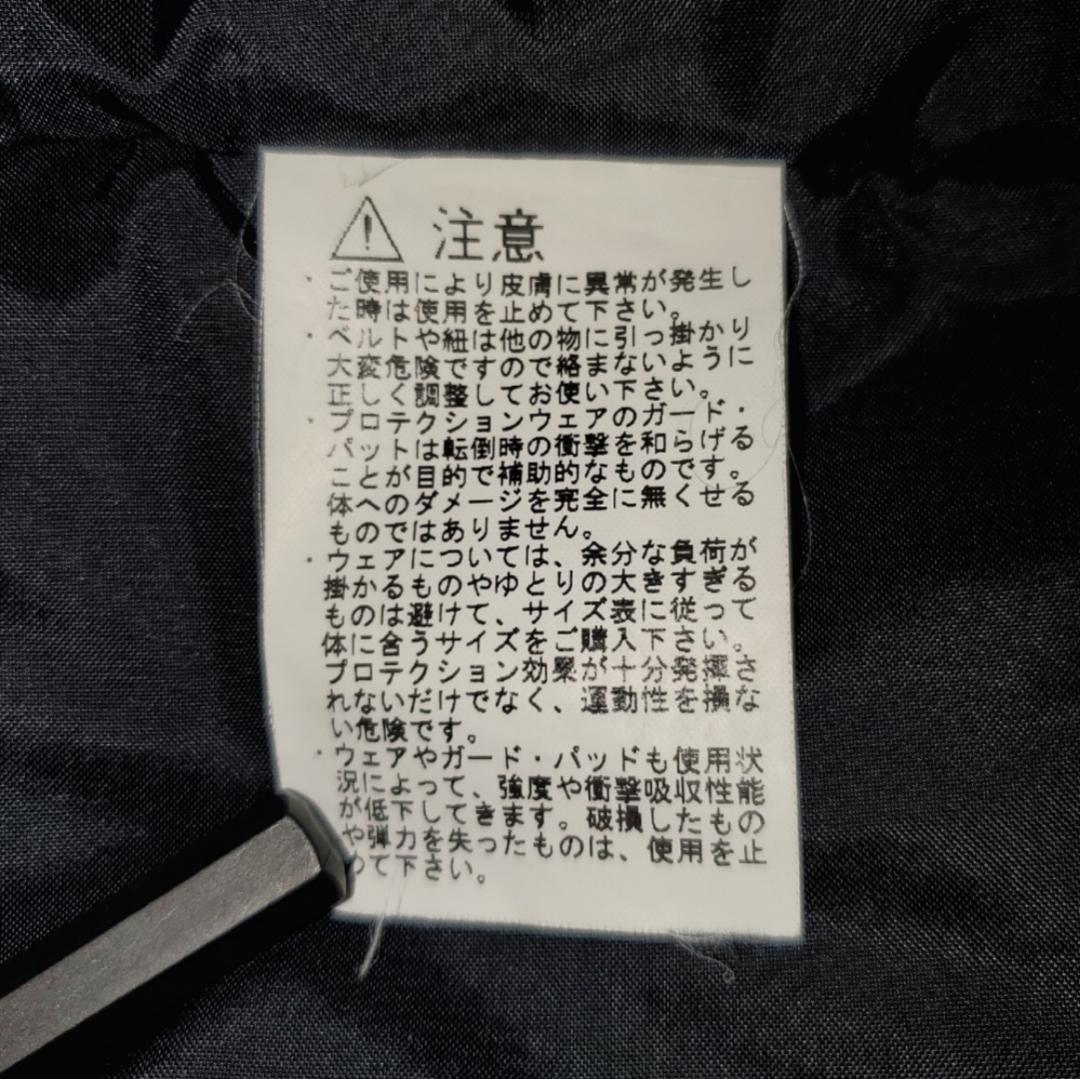 注意
・ご使用により皮膚に異常が発生し
た時は使用を止めて下さい。
・ベルトや紐は他の物に引っ掛かり
大変危険ですので絡まないように
正しく調整してお使い下さい。
・プロテクションウェアのガード・
パットは転倒時の衝撃を和らげる
ことが目的で補助的なものです。
体へのダメージを完全に無くせる
ものではありません。
・ウェアについては、余分な負荷が
掛かるものやゆとりの大きすぎる
ものは避けて、サイズ表に従って
体に合うサイズをご購入下さい。
プロテクション効果が十分発揮さ
れないだけでなく、運動性を損な
い危険です。
・ウェアやガード・パッドも使用状
況によって、強度や衝撃吸収性能
が低下してきます。破損したもの
や弾力を失ったものは、使用を止
めて下さい。